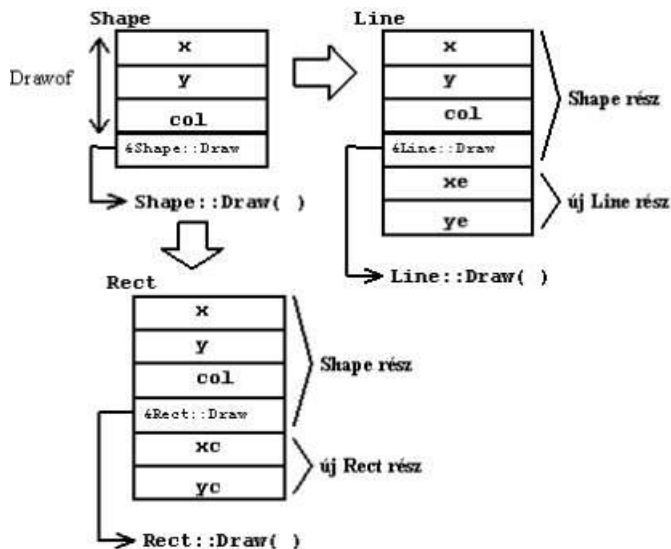 Shape
Drawof
x
y
col
&Shape::Draw
Shape::Draw( )
Line
x
y
col
&Line::Draw
xe
ye
Shape rész
új Line rész
Line::Draw( )
Rect
x
y
col
&Rect::Draw
xc
yc
Shape rész
új Rect rész
Rect::Draw( )